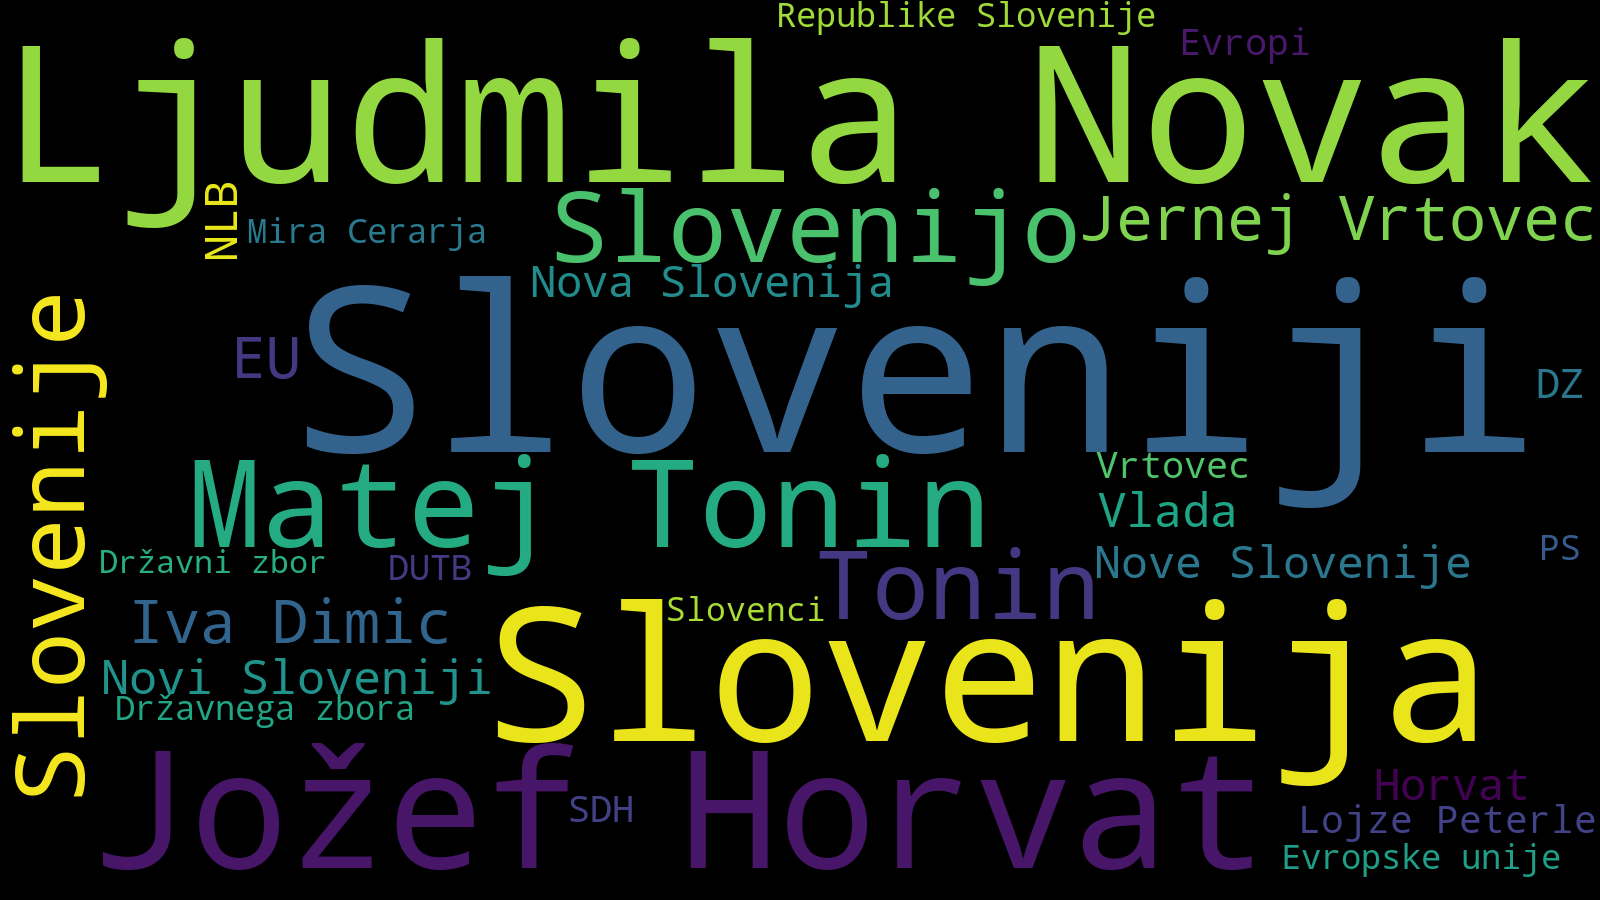 Republike Slovenije
Evropi
Ljudmila Novak
NLB
Mira Cerarja
Slovenijo
Jernej Vrtovec
Nova Slovenija
Sloveniji
EU
DZ
Slovenije
Matej Tonin
Vrtovec
Vlada
Državni zbor
DUTB
Tonin
Nove Slovenije
PS
Iva Dimic
Slovenci
Slovenija
Novi Sloveniji
Državnega zbora
Jožef Horvat
SDH
Horvat
Lojze Peterle
Evropske unije